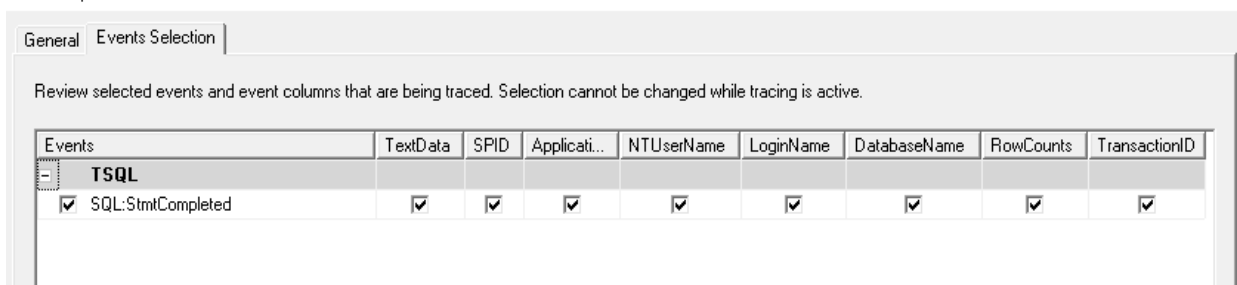 General Events Selection
Review selected events and event columns that are being traced. Selection cannot be changed while tracing is active.
Events TextData SPID Applicati... NTUserName LoginName DatabaseName RowCounts TransactionID
TSQL
SQL:StmtCompleted